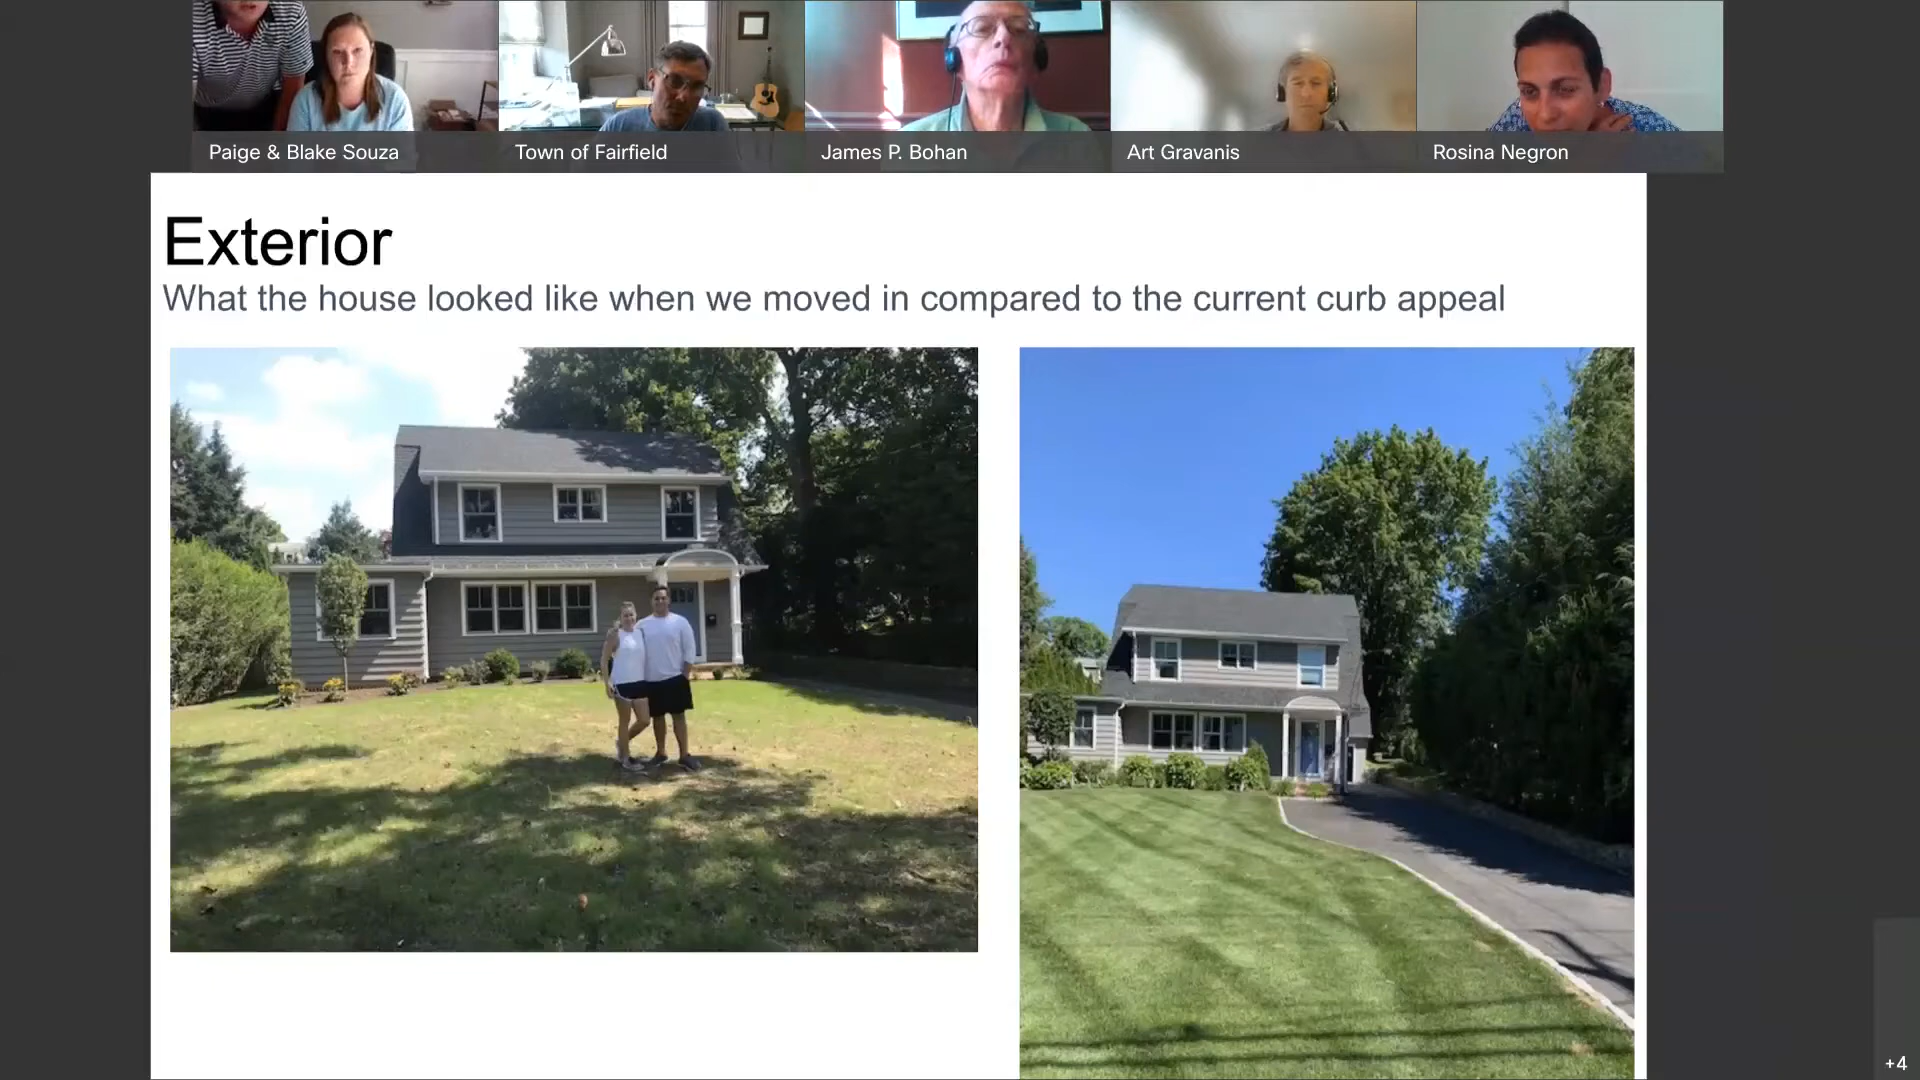 Paige & Blake Souza
Town of Fairfield
James P. Bohan
Art Gravanis
Rosina Negron
Exterior
What the house looked like when we moved in compared to the current curb appeal
+4